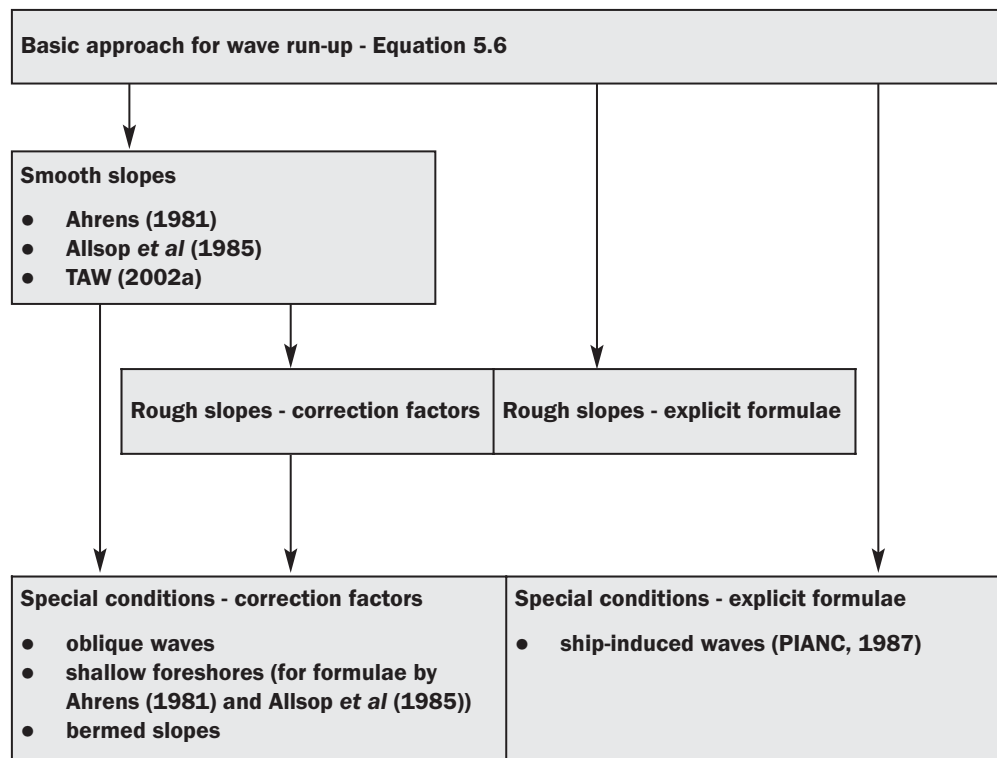 Basic approach for wave run-up - Equation 5.6
Smooth slopes
● Ahrens (1981)
● Allsop et al (1985)
● TAW (2002a)
Rough slopes - correction factors
Rough slopes - explicit formulae
Special conditions - correction factors
● oblique waves
● shallow foreshores (for formulae by
Ahrens (1981) and Allsop et al (1985))
● bermed slopes
Special conditions - explicit formulae
● ship-induced waves (PIANC, 1987)